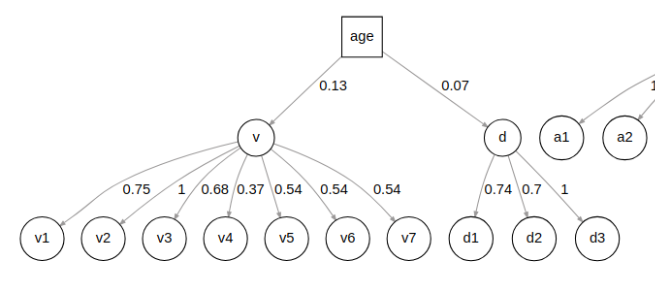 age
0.13 0.07
v d a1 a2
0.75 1 0.68 0.37 0.54 0.54 0.54 0.74 0.7 1
v1 v2 v3 v4 v5 v6 v7 d1 d2 d3